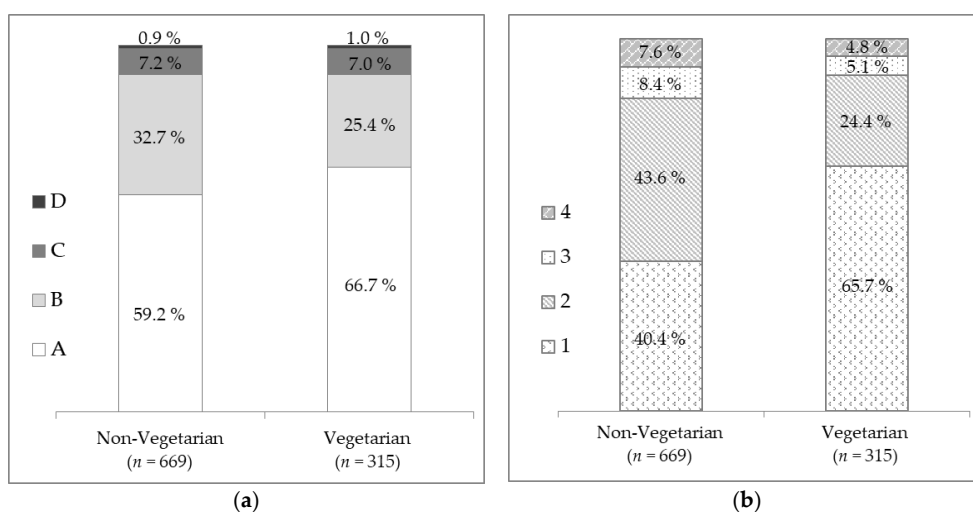 0.9 %
1.0 %
7.2 %
7.0 %
32.7 %
25.4 %
59.2 %
66.7 %
D
C
B
A
Non-Vegetarian
(n = 669)
Vegetarian
(n = 315)
(a)
7.6 %
4.8 %
8.4 %
5.1 %
43.6 %
24.4 %
40.4 %
65.7 %
4
3
2
1
Non-Vegetarian
(n = 669)
Vegetarian
(n = 315)
(b)